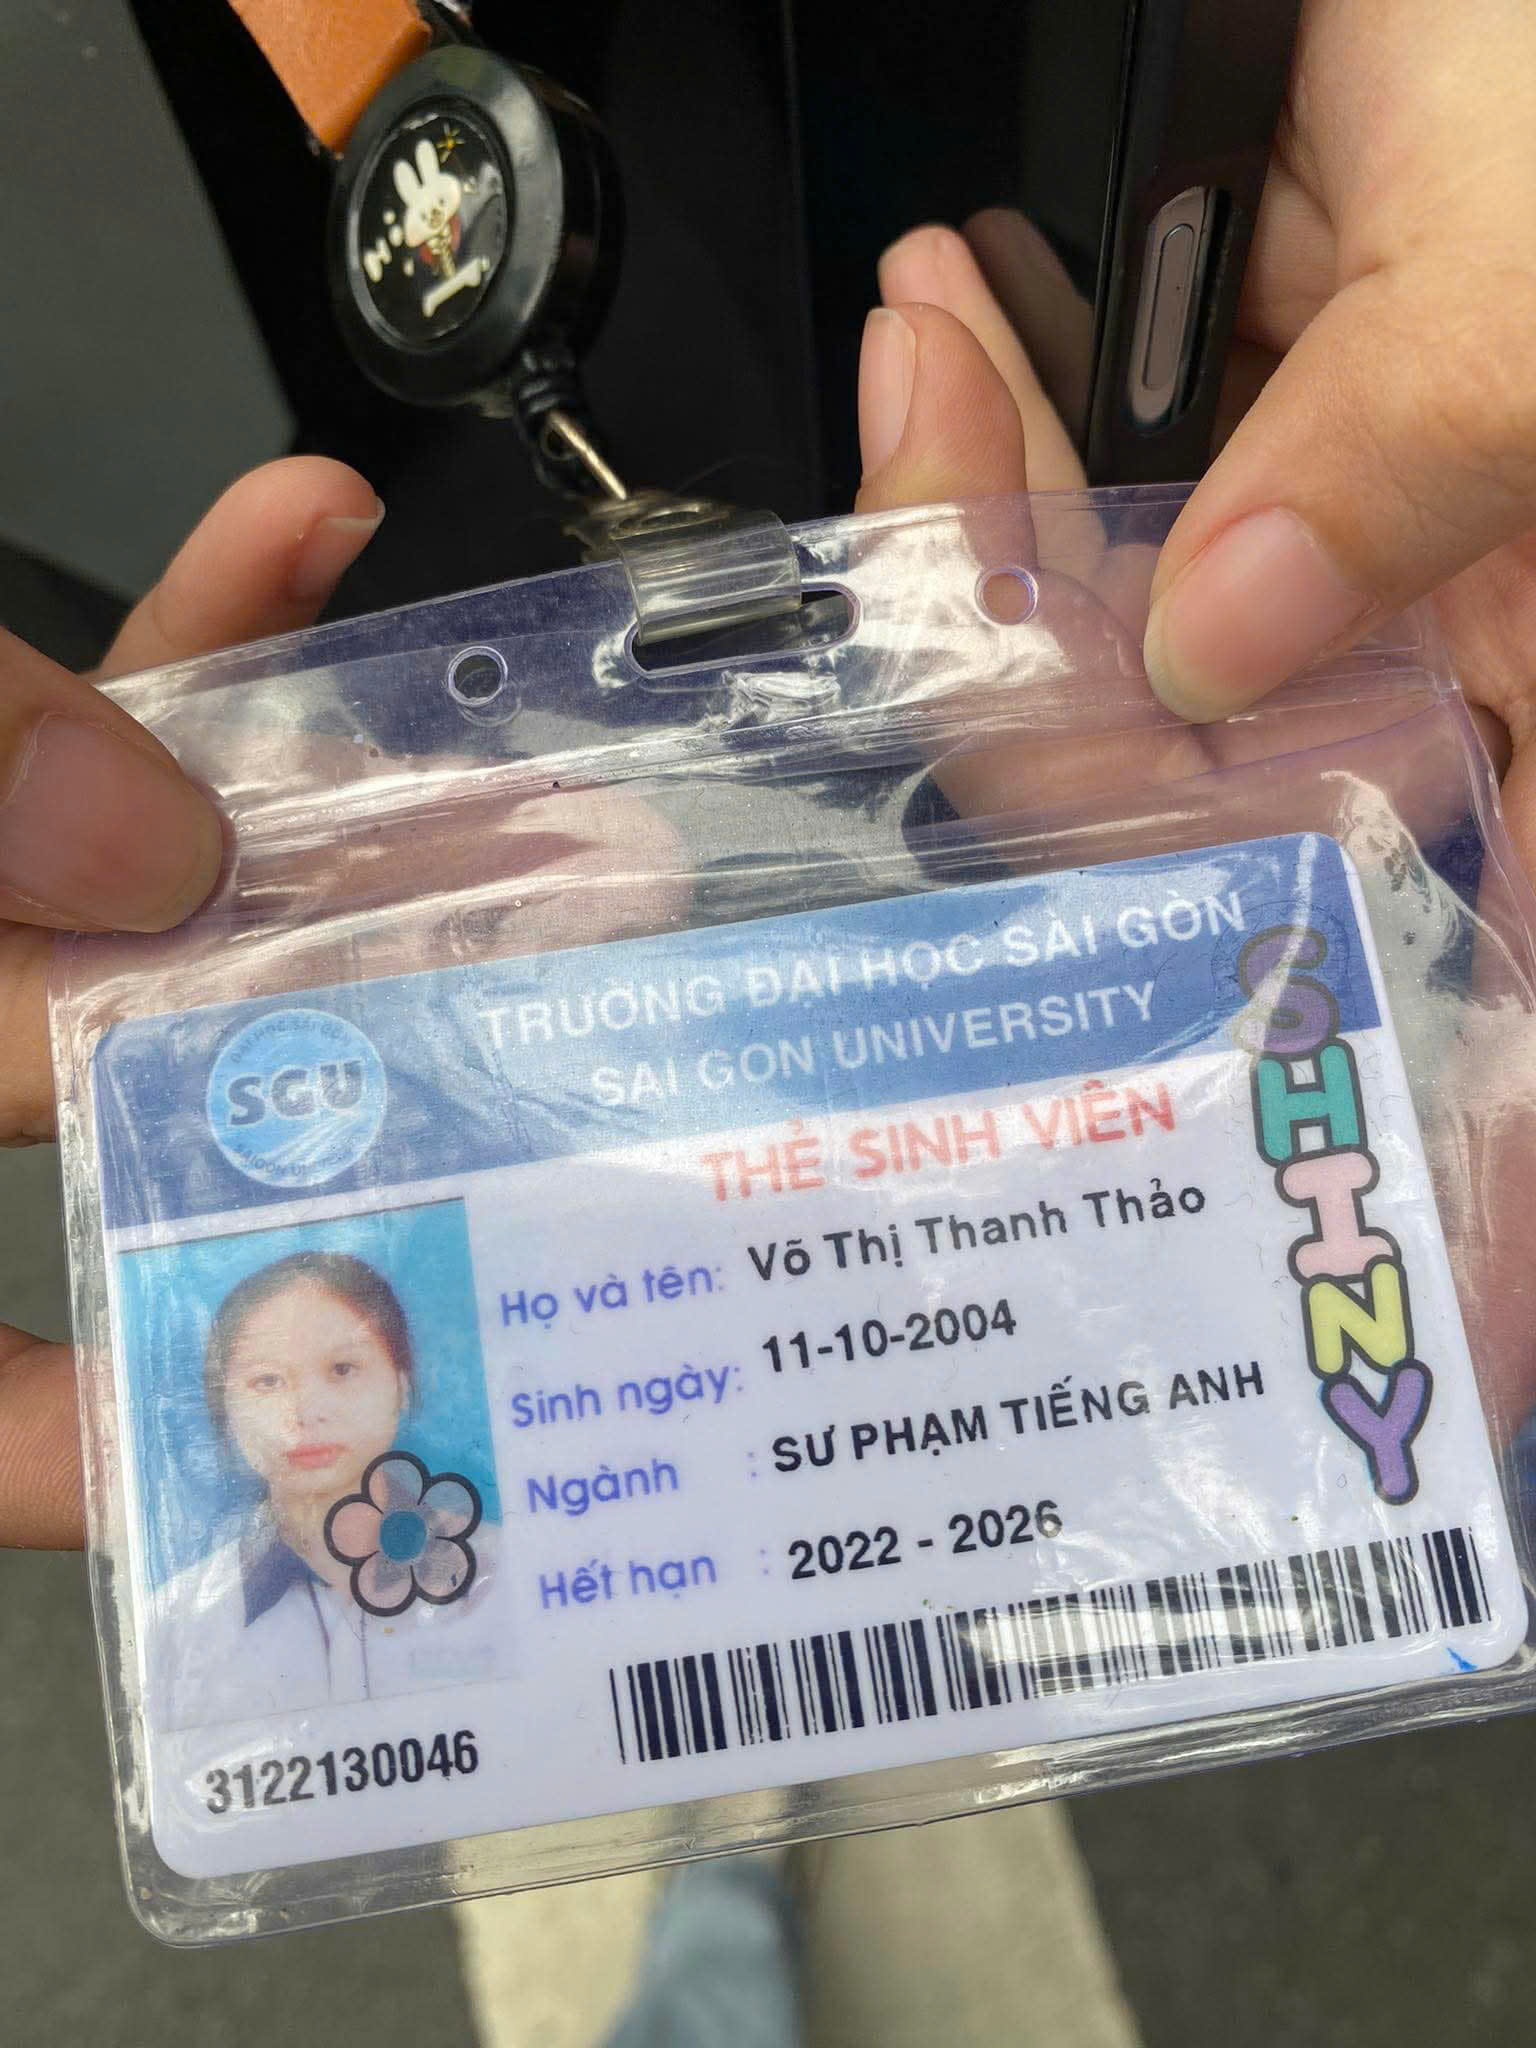 TRƯỜNG ĐẠI HỌC SÀI GÒN
SAI GON UNIVERSITY
SGU
THẺ SINH VIÊN
Họ và tên: Võ Thị Thanh Thảo
Sinh ngày: 11-10-2004
Ngành : SƯ PHẠM TIẾNG ANH
Hết hạn : 2022 - 2026
3122130046
SHINY